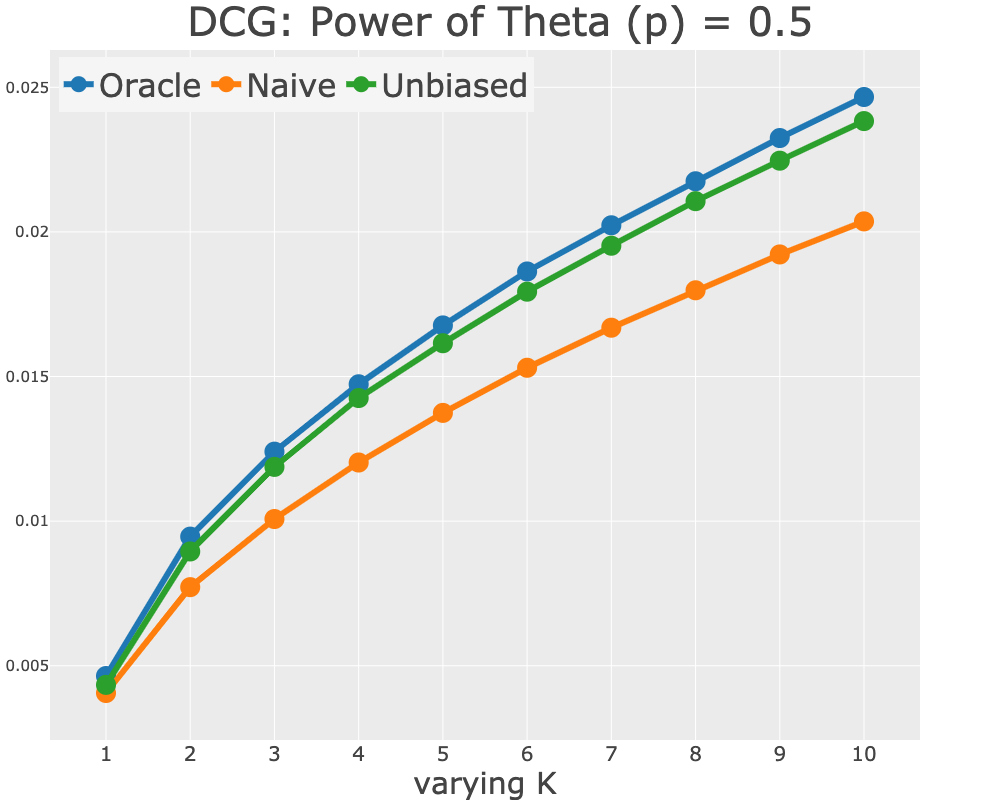 DCG: Power of Theta (p) = 0.5
Oracle Naive Unbiased
0.025
0.02
0.015
0.01
0.005
1 2 3 4 5 6 7 8 9 10
varying K